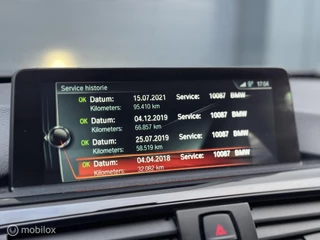 Service historie
17:08
OK Datum: 15.07.2021 Service: 10087 BMW
Kilometers: 95.410 km
OK Datum: 04.12.2019 Service: 10087 BMW
Kilometers: 66.857 km
OK Datum: 25.07.2019 Service: 10087 BMW
Kilometers: 58.519 km
OK Datum: 04.04.2018 Service: 10087 BMW
Kilometers: 32.082 km
mobilox